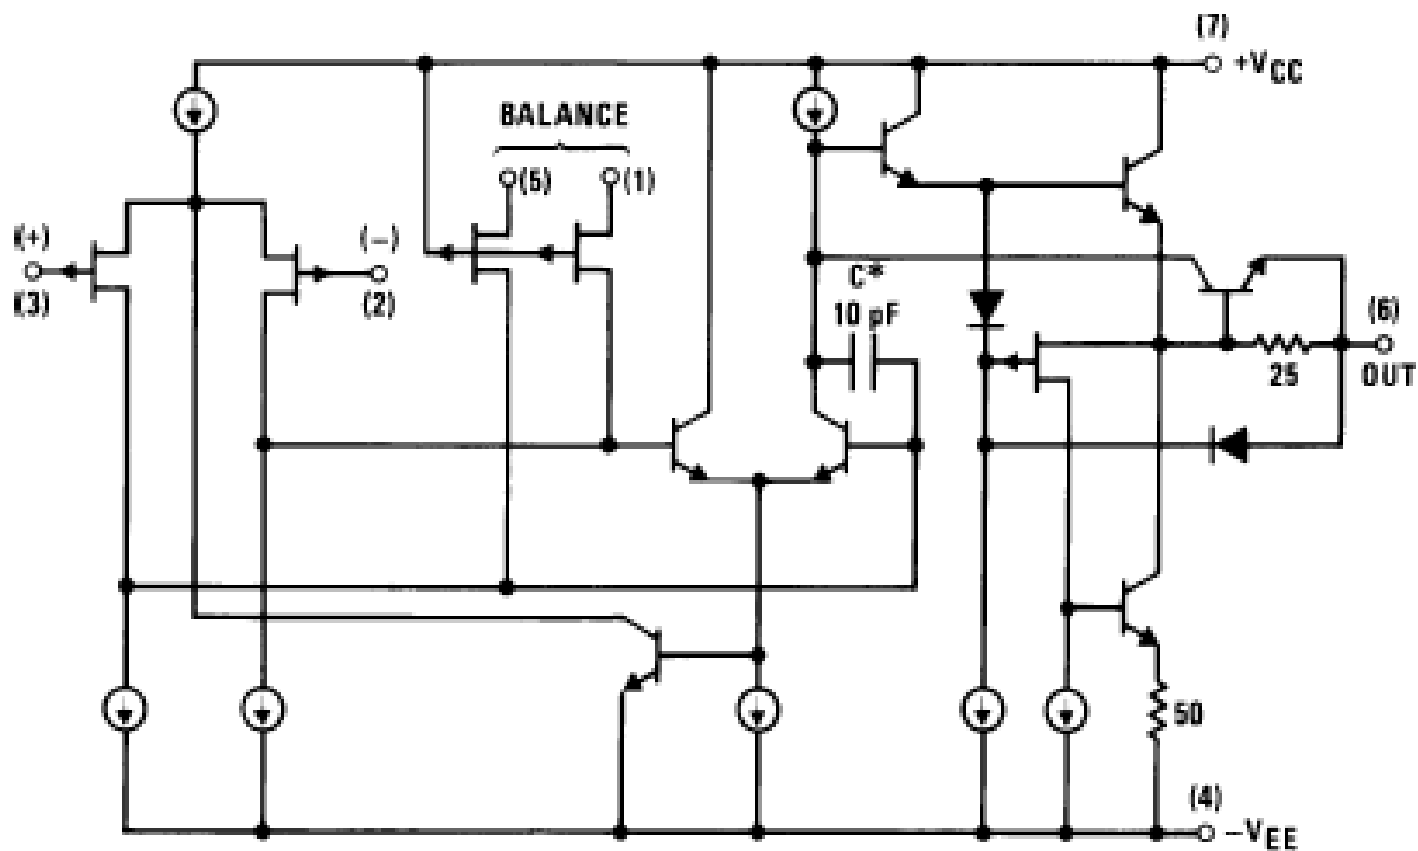 (7)
+VCC
BALANCE
(5)
(1)
(+)
(3)
(−)
(2)
C*
10 pF
(6)
25
OUT
50
(4)
−VEE